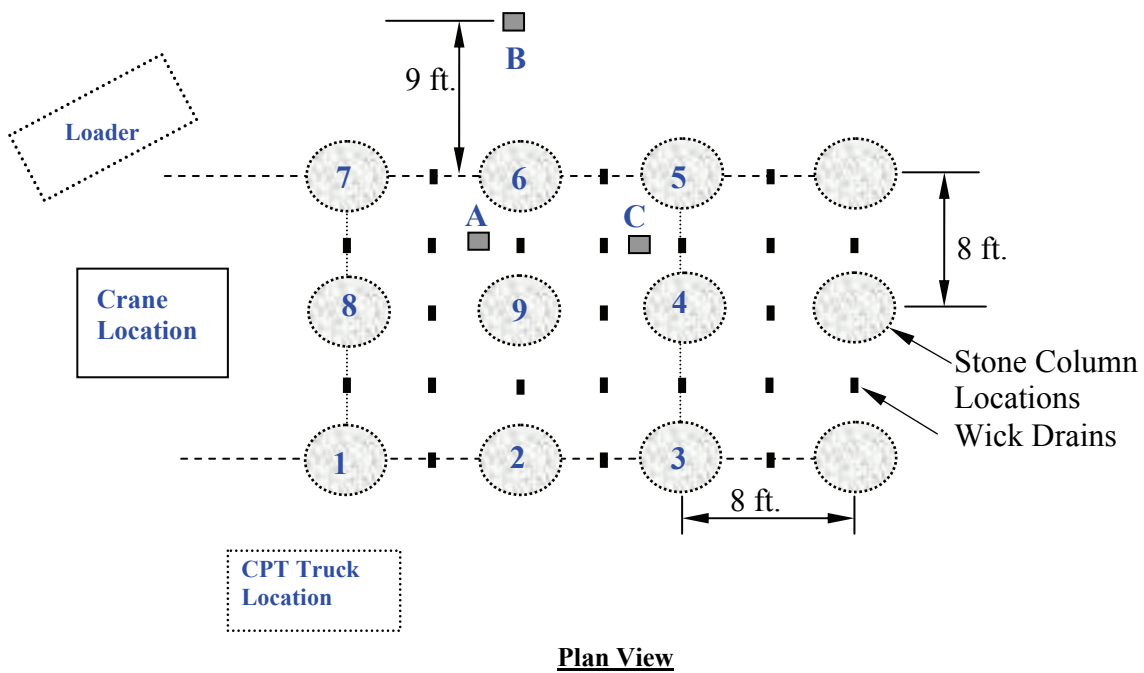 B
9 ft.
Loader
7
6
5
A
C
8 ft.
Crane
Location
8
9
4
Stone Column
Locations
Wick Drains
1
2
3
8 ft.
CPT Truck
Location
Plan View